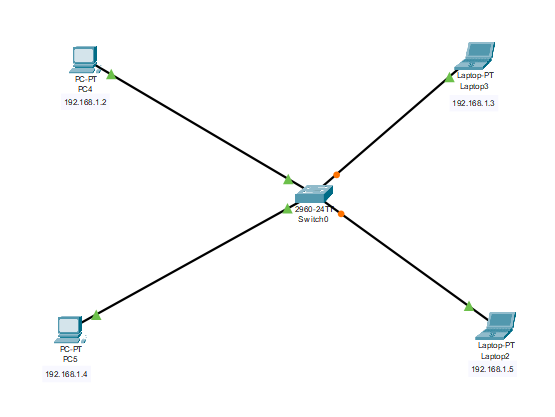 PC-PT
PC4
192.168.1.2
Laptop-PT
Laptop3
192.168.1.3
2960-24TT
Switch0
PC-PT
PC5
192.168.1.4
Laptop-PT
Laptop2
192.168.1.5